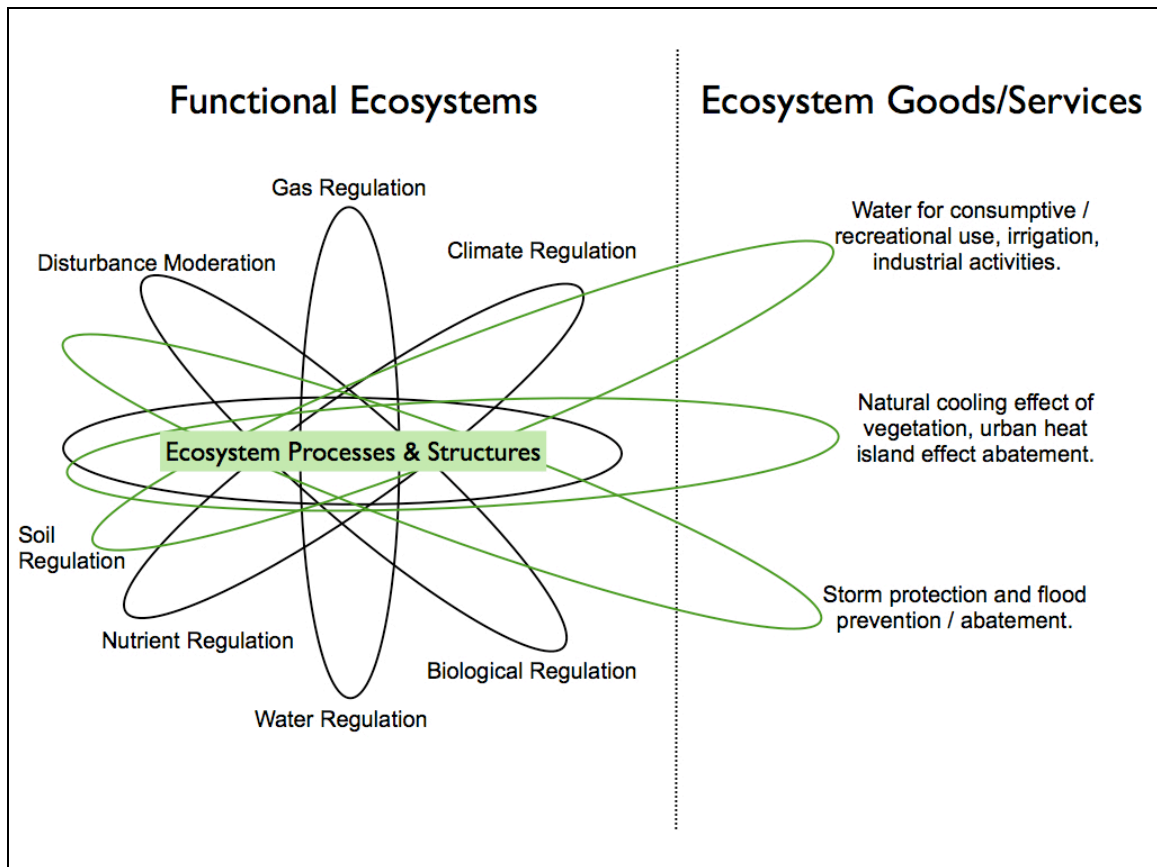 Functional Ecosystems
Ecosystem Goods/Services
Gas Regulation
Disturbance Moderation
Climate Regulation
Water for consumptive /
recreational use, irrigation,
industrial activities.
Ecosystem Processes & Structures
Natural cooling effect of
vegetation, urban heat
island effect abatement.
Soil
Regulation
Nutrient Regulation
Water Regulation
Biological Regulation
Storm protection and flood
prevention / abatement.